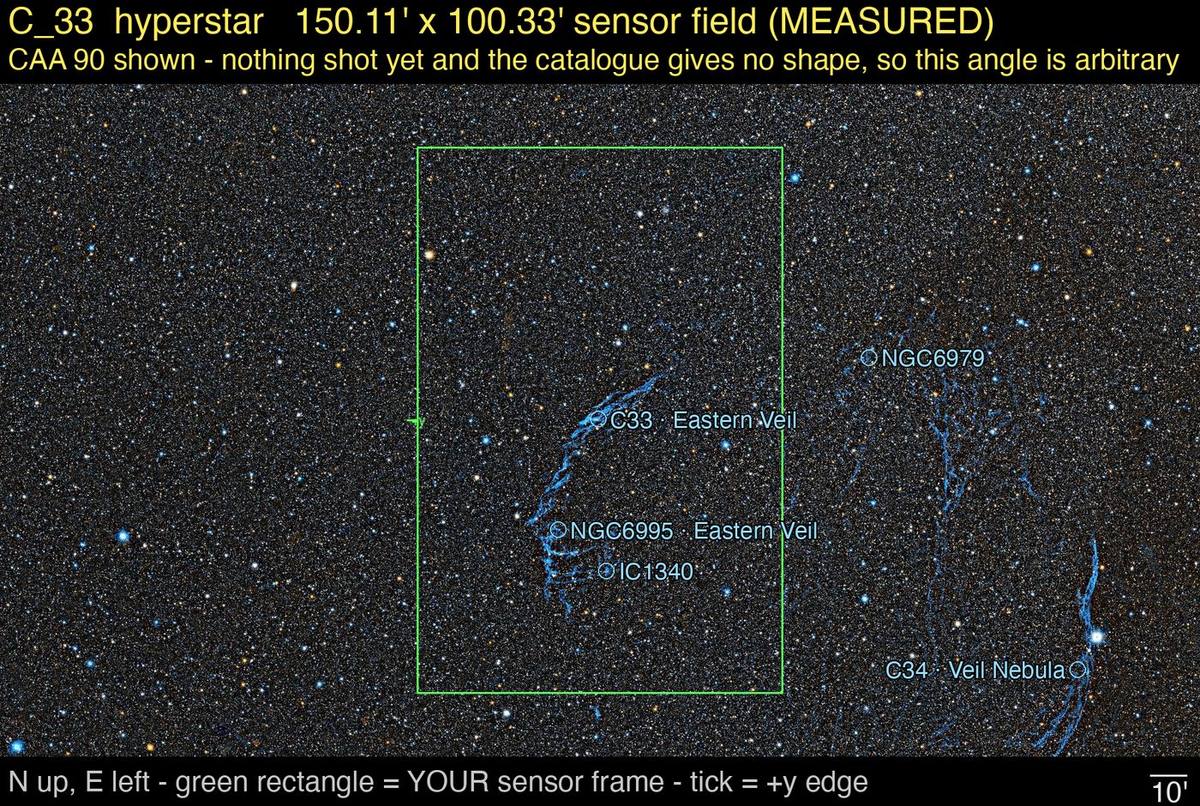 C_33 hyperstar 150.11' x 100.33' sensor field (MEASURED)
CAA 90 shown - nothing shot yet and the catalogue gives no shape, so this angle is arbitrary
NGC6979
C33 · Eastern Veil
+y
NGC6995 · Eastern Veil
IC1340
C34 · Veil Nebula
N up, E left - green rectangle = YOUR sensor frame - tick = +y edge
10'